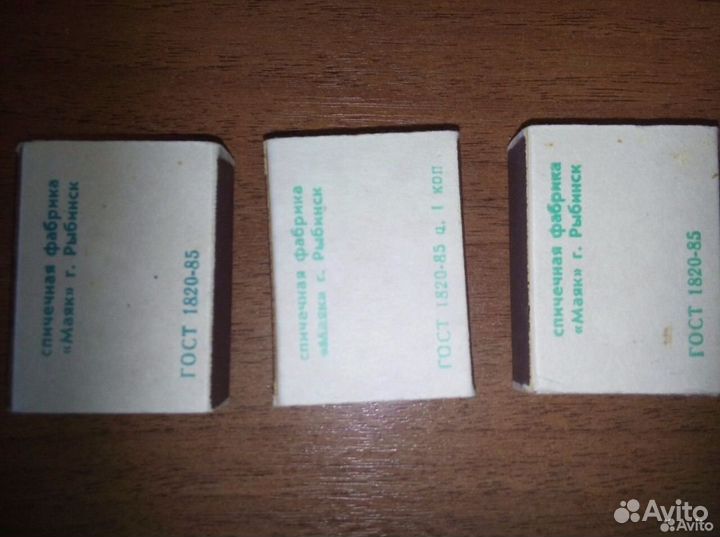 спичечная фабрика
«Маяк» г. Рыбинск
ГОСТ 1820-85
спичечная фабрика
«Маяк» г. Рыбинск
ГОСТ 1820-85 ц. 1 коп
спичечная фабрика
«Маяк» г. Рыбинск
ГОСТ 1820-85
Avito
Avito